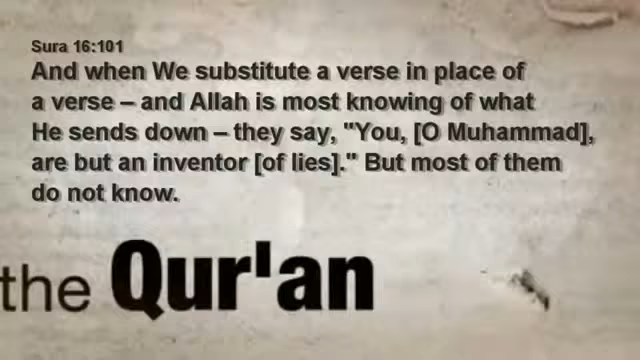 Sura 16:101
And when We substitute a verse in place of
a verse – and Allah is most knowing of what
He sends down – they say, "You, [O Muhammad],
are but an inventor [of lies]." But most of them
do not know.
the Qur'an